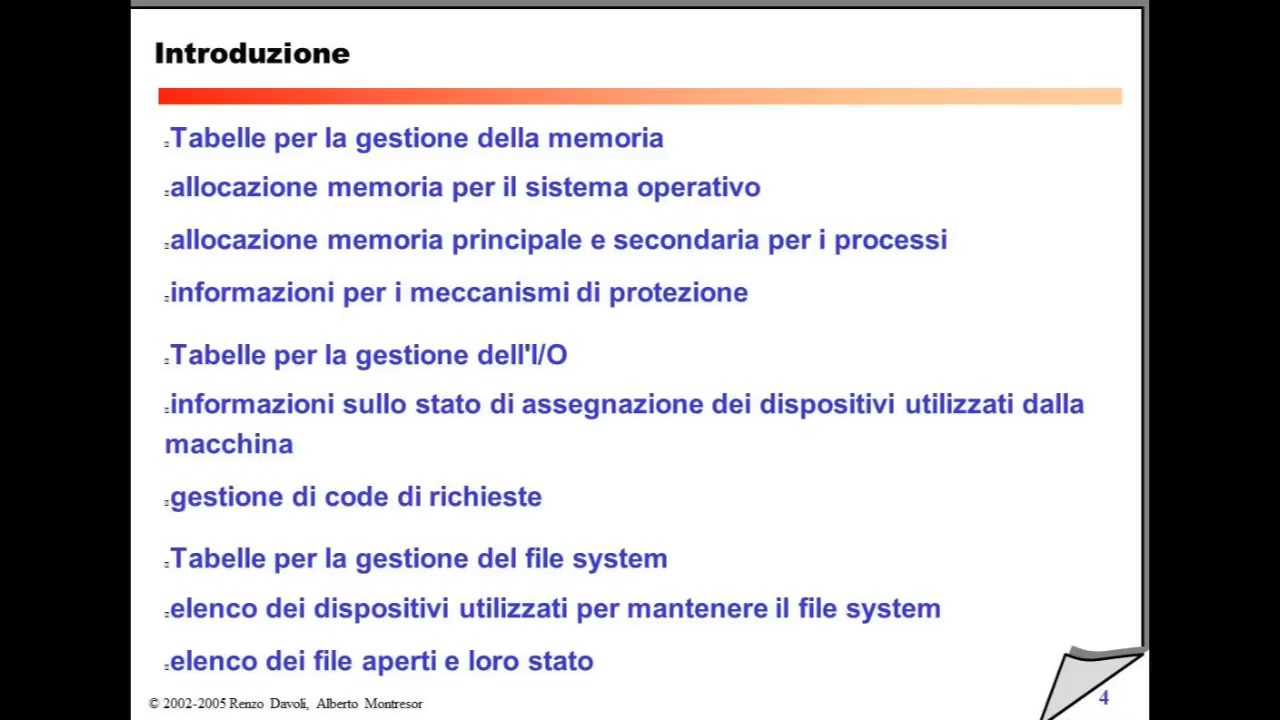 Introduzione
Tabelle per la gestione della memoria
allocazione memoria per il sistema operativo
allocazione memoria principale e secondaria per i processi
informazioni per i meccanismi di protezione
Tabelle per la gestione dell'I/O
informazioni sullo stato di assegnazione dei dispositivi utilizzati dalla
macchina
gestione di code di richieste
Tabelle per la gestione del file system
elenco dei dispositivi utilizzati per mantenere il file system
elenco dei file aperti e loro stato
© 2002-2005 Renzo Davoli, Alberto Montresor
4